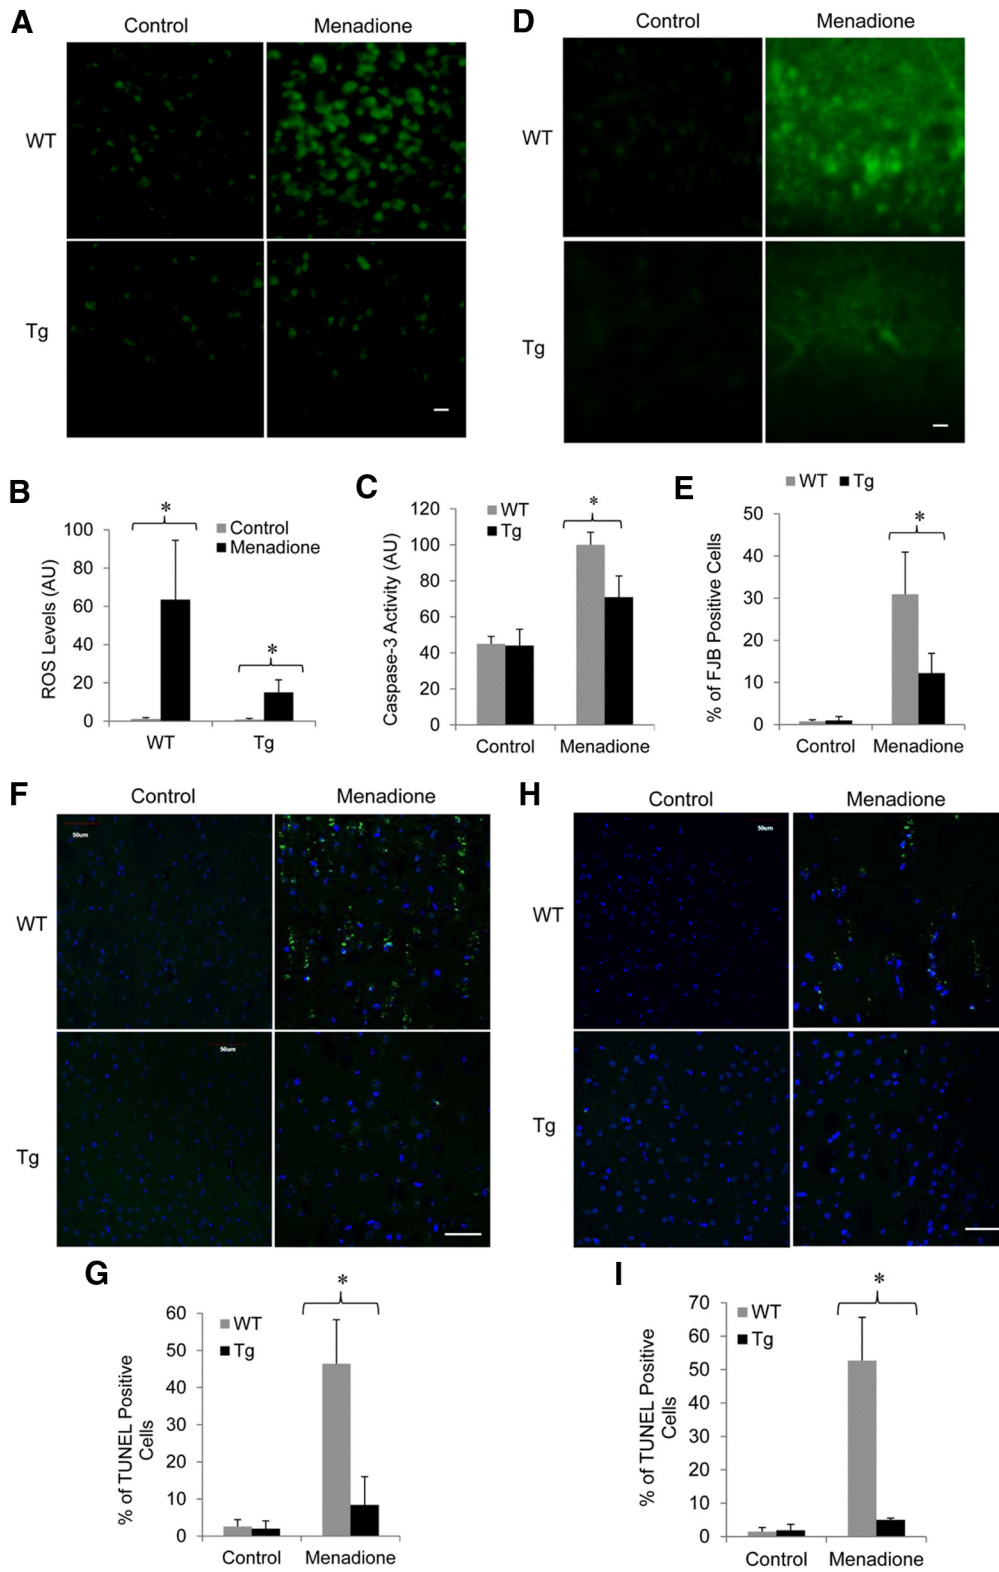 A
Control
Menadione
WT
Tg
D
Control
Menadione
WT
Tg
B
ROS Levels (AU)
100
80
60
40
20
0
*
*
Control
Menadione
WT
Tg
C
Caspase-3 Activity (AU)
120
100
80
60
40
20
0
WT
Tg
*
Control
Menadione
E
WT
Tg
% of FJB Positive Cells
50
40
30
20
10
0
*
Control
Menadione
F
Control
Menadione
WT
50um
Tg
50um
H
Control
Menadione
WT
50um
Tg
G
% of TUNEL Positive
Cells
60
50
40
30
20
10
0
WT
Tg
*
Control
Menadione
I
% of TUNEL Positive
Cells
70
60
50
40
30
20
10
0
WT
Tg
*
Control
Menadione